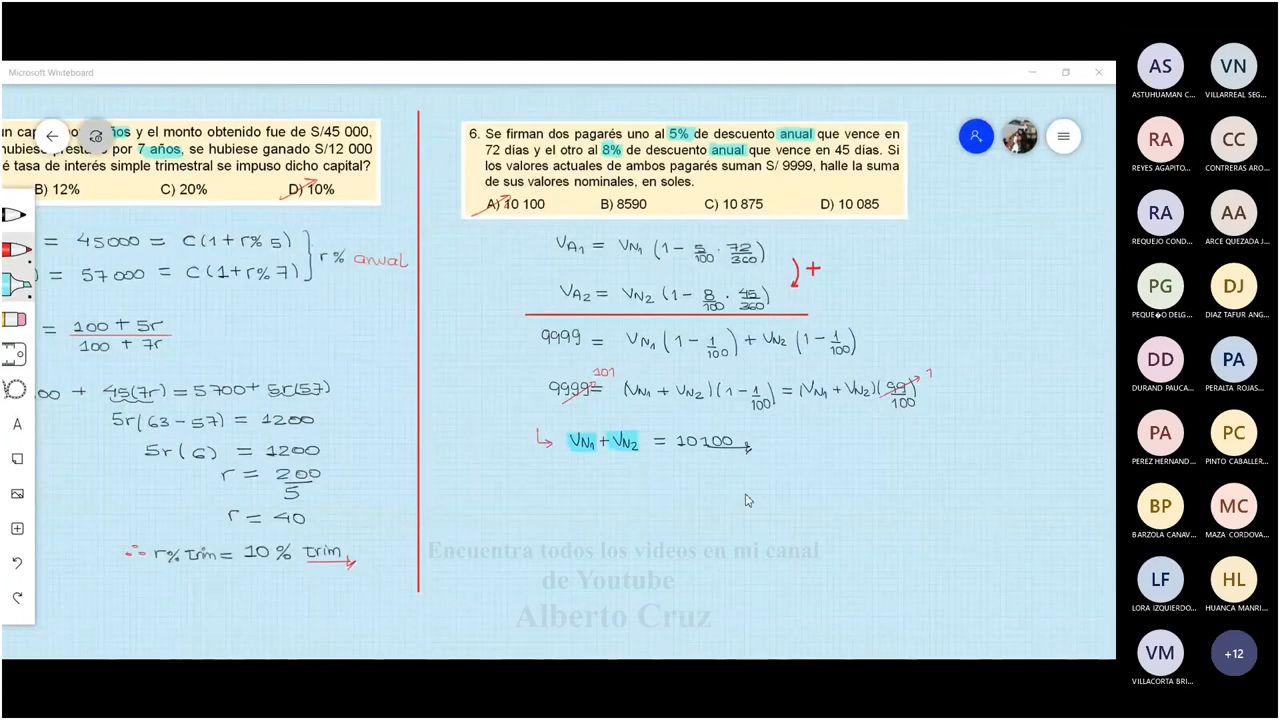 Microsoft Whiteboard
un cap años y el monto obtenido fue de S/45 000,
hubiese prestado por 7 años, se hubiese ganado S/12 000
é tasa de interés simple trimestral se impuso dicho capital?
B) 12% C) 20% D) 10%
= 45000 = C(1+r% 5)
) = 57000 = C(1+r% 7)
r% anual
= 100 + 5r
100 + 7r
00 + 45(7r) = 5700 + 5r(57)
5r(63-57) = 1200
5r(6) = 1200
r = 200
5
r = 40
∴ r% trim = 10% trim
6. Se firman dos pagarés uno al 5% de descuento anual que vence en
72 días y el otro al 8% de descuento anual que vence en 45 días. Si
los valores actuales de ambos pagarés suman S/ 9999, halle la suma
de sus valores nominales, en soles.
A) 10 100 B) 8590 C) 10 875 D) 10 085
VA1 = VN1 (1 - 5/100 · 72/360)
VA2 = VN2 (1 - 8/100 · 45/360)
+
9999 = VN1 (1 - 1/100) + VN2 (1 - 1/100)
101 1
9999 = (VN1 + VN2)(1 - 1/100) = (VN1 + VN2)(99/100)
VN1 + VN2 = 10100
Encuentra todos los videos en mi canal
de Youtube
Alberto Cruz
AS VN
ASTUHUAMAN C... VILLARREAL SEG...
RA CC
REYES AGAPITO... CONTRERAS ARO...
RA AA
REQUEJO COND... ARCE QUEZADA J...
PG DJ
PEQUE�O DELG... DIAZ TAFUR ANG...
DD PA
DURAND PAUCA... PERALTA ROJAS...
PA PC
PEREZ HERNAND... PINTO CABALLER...
BP MC
BARZOLA CANAV... MAZA CORDOVA...
LF HL
LORA IZQUIERDO... HUANCA MANRI...
VM +12
VILLACORTA BRI...